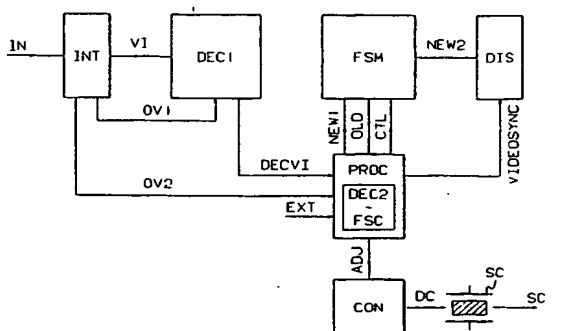 IN
INT
VI
DEC1
FSM
NEW2
DIS
OV1
NEW1
OLD
CTL
VIDEOSYNC
DECVI
PROC
OV2
DEC2
-
FSC
EXT
ADJ
CON
DC
SC
SC